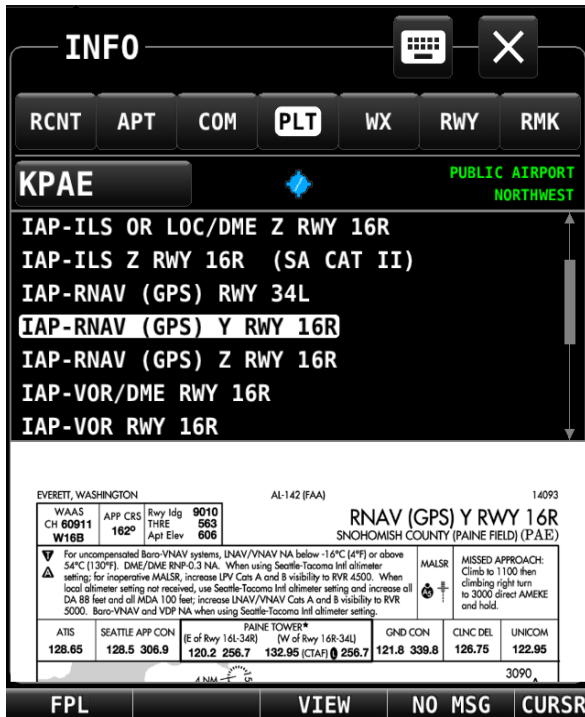 INFO
RCNT APT COM PLT WX RWY RMK
KPAE
PUBLIC AIRPORT
NORTHWEST
IAP-ILS OR LOC/DME Z RWY 16R
IAP-ILS Z RWY 16R (SA CAT II)
IAP-RNAV (GPS) RWY 34L
IAP-RNAV (GPS) Y RWY 16R
IAP-RNAV (GPS) Z RWY 16R
IAP-VOR/DME RWY 16R
IAP-VOR RWY 16R
EVERETT, WASHINGTON AL-142 (FAA) 14093
WAAS
CH 60911
W16B
APP CRS
162°
Rwy ldg 9010
THRE 563
Apt Elev 606
RNAV (GPS) Y RWY 16R
SNOHOMISH COUNTY (PAINE FIELD) (PAE)
T
A
For uncompensated Baro-VNAV systems, LNAV/VNAV NA below -16°C (4°F) or above
54°C (130°F). DME/DME RNP-0.3 NA. When using Seattle-Tacoma Intl altimeter
setting; for inoperative MALSR, increase LPV Cats A and B visibility to RVR 4500. When
local altimeter setting not received, use Seattle-Tacoma Intl altimeter setting and increase all
DA 88 feet and all MDA 100 feet; increase LNAV/VNAV Cats A and B visibility to RVR
5000. Baro-VNAV and VDP NA when using Seattle-Tacoma Intl altimeter setting.
MALSR
A5
MISSED APPROACH:
Climb to 1100 then
climbing right turn
to 3000 direct AMEKE
and hold.
ATIS
128.65
SEATTLE APP CON
128.5 306.9
PAINE TOWER*
(E of Rwy 16L-34R) (W of Rwy 16R-34L)
120.2 256.7 132.95 (CTAF) L 256.7
GND CON
121.8 339.8
CLNC DEL
126.75
UNICOM
122.95
4 NM
3090
FPL VIEW NO MSG CURSR